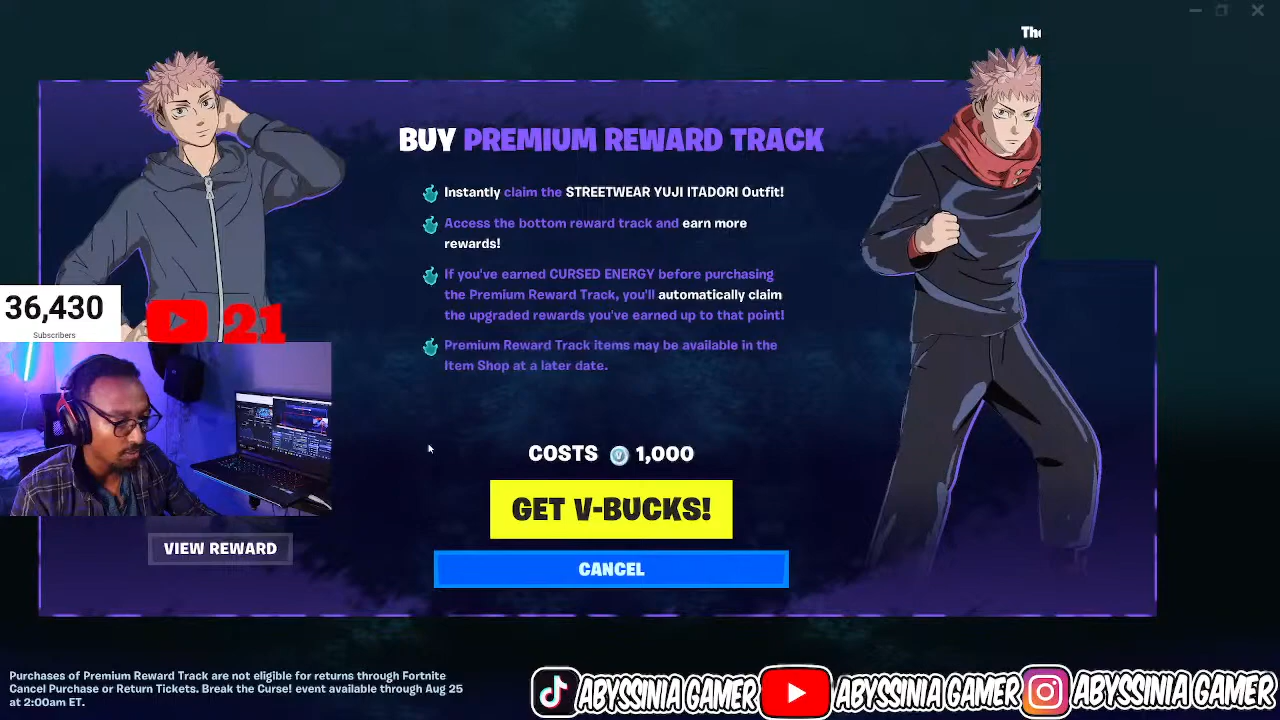 The
BUY PREMIUM REWARD TRACK
Instantly claim the STREETWEAR YUJI ITADORI Outfit!
Access the bottom reward track and earn more
rewards!
If you've earned CURSED ENERGY before purchasing
the Premium Reward Track, you'll automatically claim
the upgraded rewards you've earned up to that point!
Premium Reward Track items may be available in the
Item Shop at a later date.
36,430
Subscribers
21
COSTS 1,000
GET V-BUCKS!
CANCEL
VIEW REWARD
Purchases of Premium Reward Track are not eligible for returns through Fortnite
Cancel Purchase or Return Tickets. Break the Curse! event available through Aug 25
at 2:00am ET.
ABYSSINIA GAMER ABYSSINIA GAMER ABYSSINIA GAMER